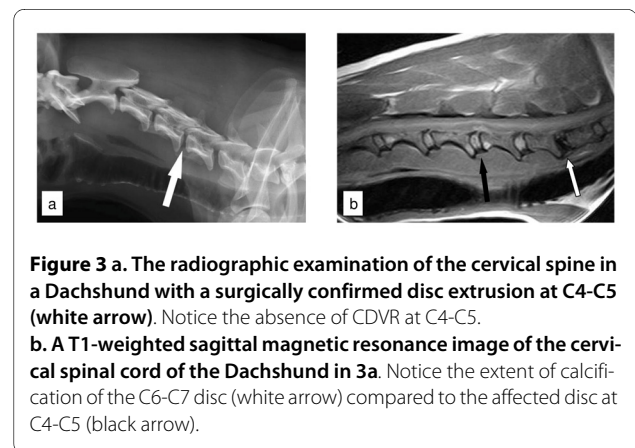 a
b
Figure 3 a. The radiographic examination of the cervical spine in
a Dachshund with a surgically confirmed disc extrusion at C4-C5
(white arrow). Notice the absence of CDVR at C4-C5.
b. A T1-weighted sagittal magnetic resonance image of the cervi-
cal spinal cord of the Dachshund in 3a. Notice the extent of calcifi-
cation of the C6-C7 disc (white arrow) compared to the affected disc at
C4-C5 (black arrow).